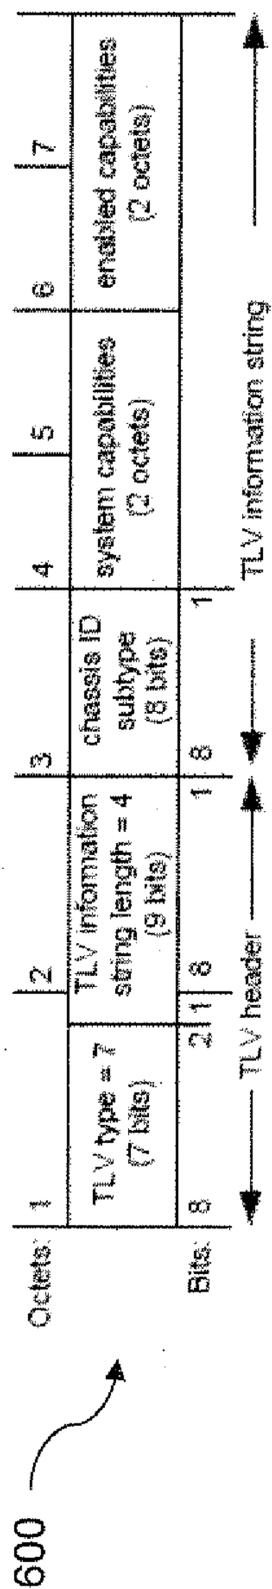 600
Octets: 1 2 3 4 5 6 7
TLV type = 7
(7 bits)
TLV information
string length = 4
(9 bits)
chassis ID
subtype
(8 bits)
system capabilities
(2 octets)
enabled capabilities
(2 octets)
Bits: 8 2 1 8 1 8 1
TLV header
TLV information string